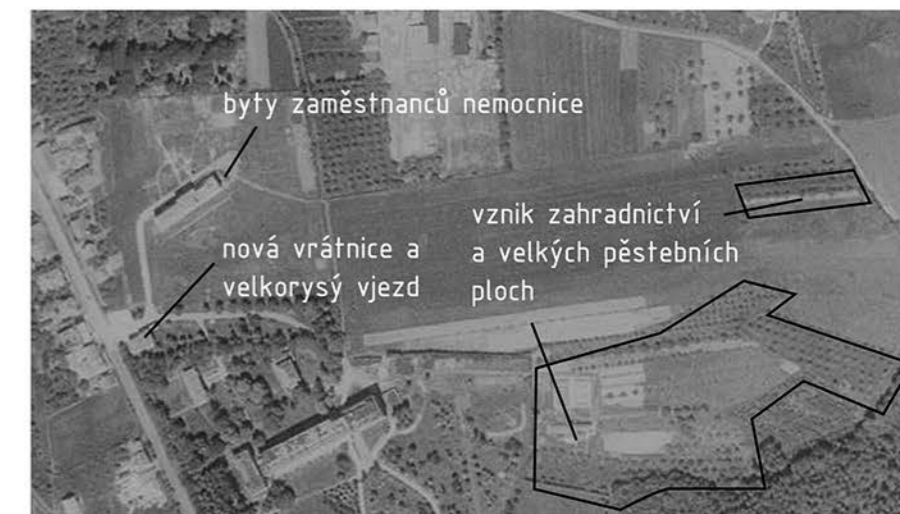 byty zaměstnanců nemocnice
nová vrátnice a
velkorysý vjezd
vznik zahradnictví
a velkých pěstebních
ploch